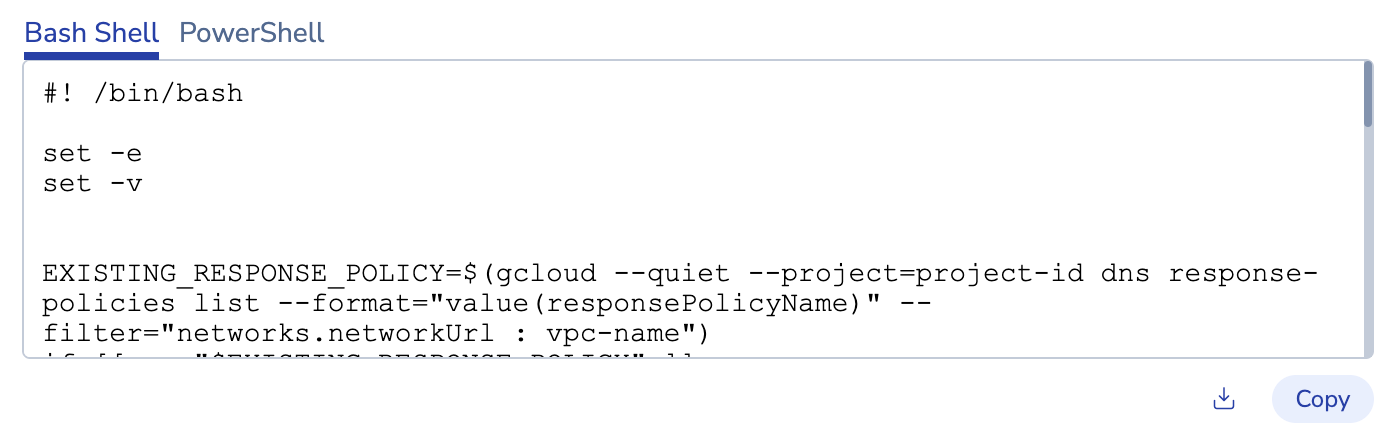 Bash Shell PowerShell
#! /bin/bash
set -e
set -v
EXISTING_RESPONSE_POLICY=$(gcloud --quiet --project=project-id dns response-
policies list --format="value(responsePolicyName)" --
filter="networks.networkUrl : vpc-name")
Copy